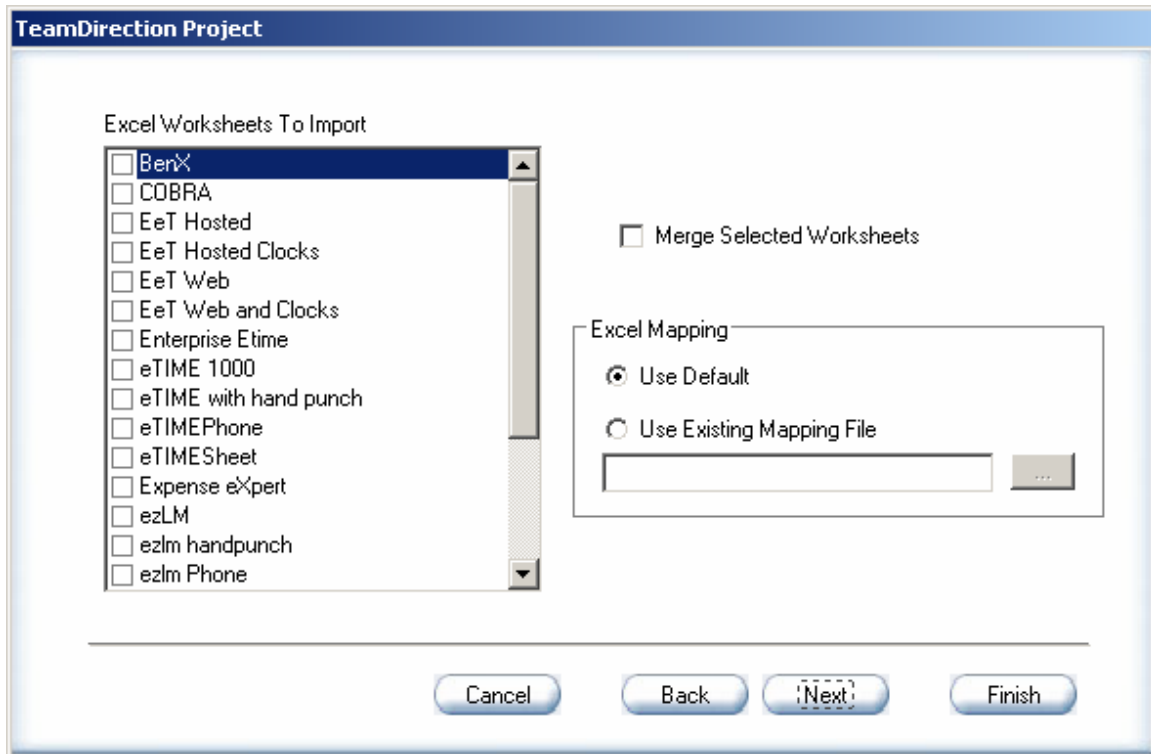 TeamDirection Project
Excel Worksheets To Import
BenX
COBRA
EeT Hosted
EeT Hosted Clocks
EeT Web
EeT Web and Clocks
Enterprise Etime
eTIME 1000
eTIME with hand punch
eTIMEPhone
eTIMESheet
Expense eXpert
ezLM
ezlm handpunch
ezlm Phone
Merge Selected Worksheets
Excel Mapping
Use Default
Use Existing Mapping File
...
Cancel Back Next Finish